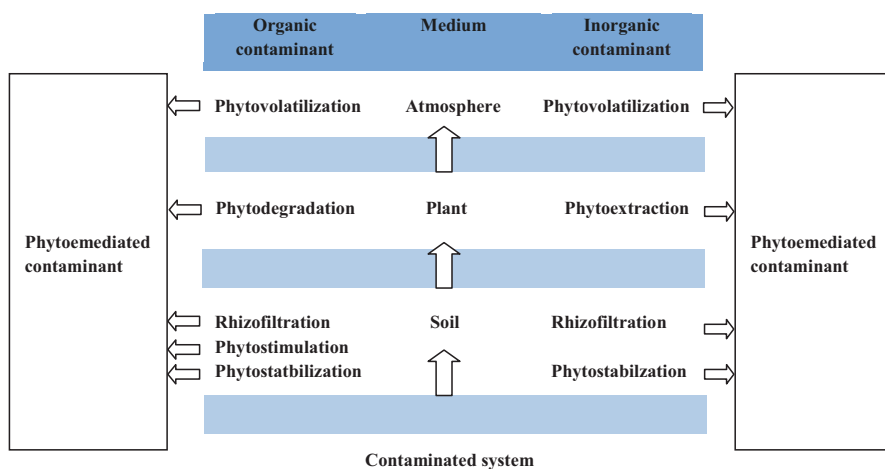 Organic contaminant
Medium
Inorganic contaminant
Phytovolatilization
Atmosphere
Phytovolatilization
Phytodegradation
Plant
Phytoextraction
Phytoemediated
contaminant
Phytoemediated
contaminant
Rhizofiltration
Soil
Rhizofiltration
Phytostimulation
Phytostatbilization
Phytostabilzation
Contaminated system